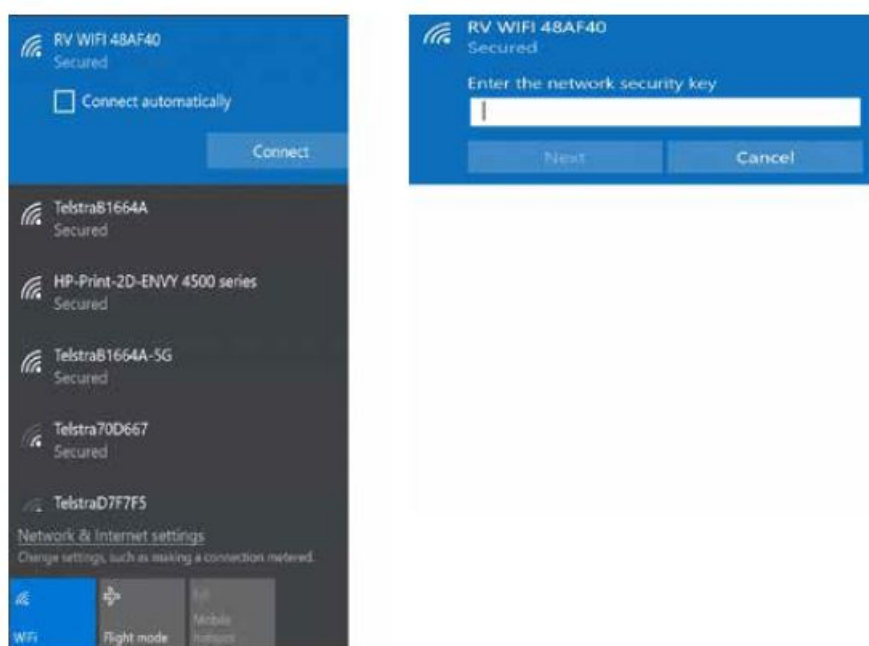 RV WIFI 48AF40
Secured
Connect automatically
Connect
TelstraB1664A
Secured
HP-Print-2D-ENVY 4500 series
Secured
TelstraB1664A-5G
Secured
Telstra70D667
Secured
TelstraD7F7F5
Network & Internet settings
Change settings, such as making a connection metered.
WiFi
Flight mode
Mobile
hotspot
RV WIFI 48AF40
Secured
Enter the network security key
Next
Cancel